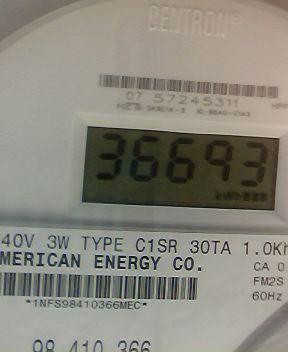 CENTRON®
07 57245311
36693
kWh
40V 3W TYPE C1SR 30TA 1.0Kh
MERICAN ENERGY CO.
CA 0
FM2S
60Hz
*1NFS98410366MEC*
98 410 366